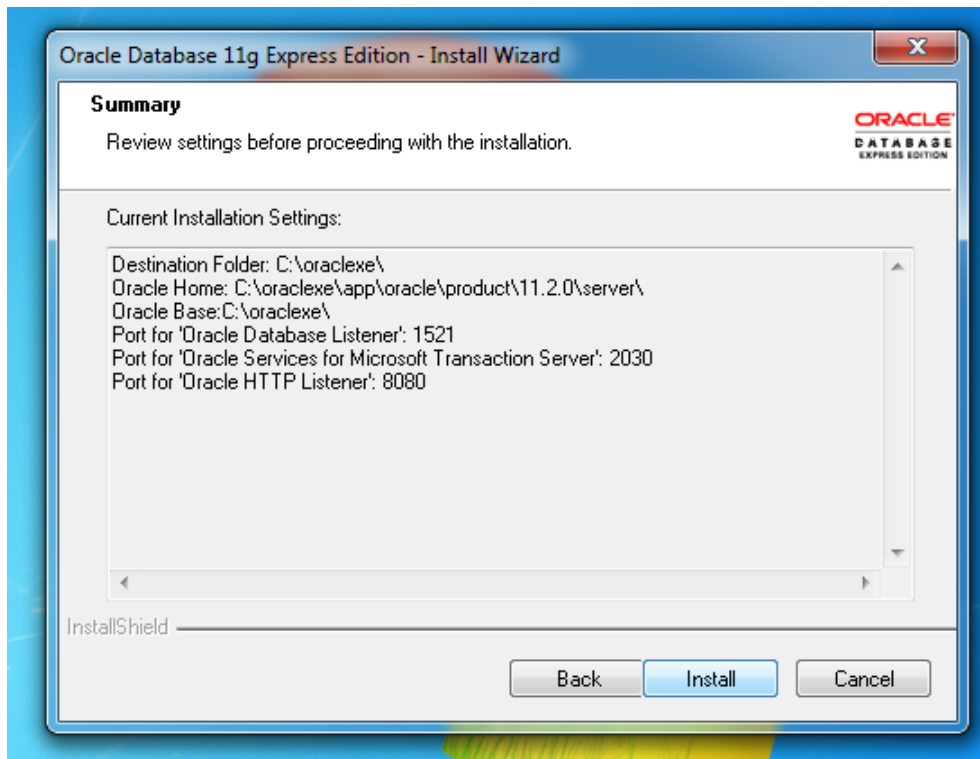 Oracle Database 11g Express Edition - Install Wizard
Summary
Review settings before proceeding with the installation.
ORACLE
DATABASE
EXPRESS EDITION
Current Installation Settings:
Destination Folder: C:\oraclexe\
Oracle Home: C:\oraclexe\app\oracle\product\11.2.0\server\
Oracle Base:C:\oraclexe\
Port for 'Oracle Database Listener': 1521
Port for 'Oracle Services for Microsoft Transaction Server': 2030
Port for 'Oracle HTTP Listener': 8080
InstallShield
Back Install Cancel